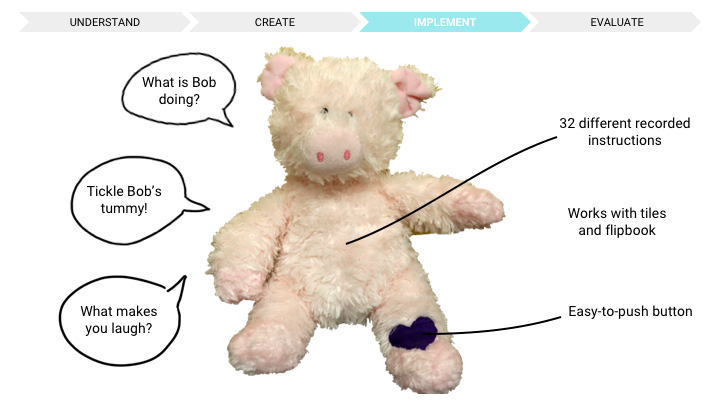 UNDERSTAND
CREATE
IMPLEMENT
EVALUATE
What is Bob
doing?
Tickle Bob's
tummy!
What makes
you laugh?
32 different recorded
instructions
Works with tiles
and flipbook
Easy-to-push button